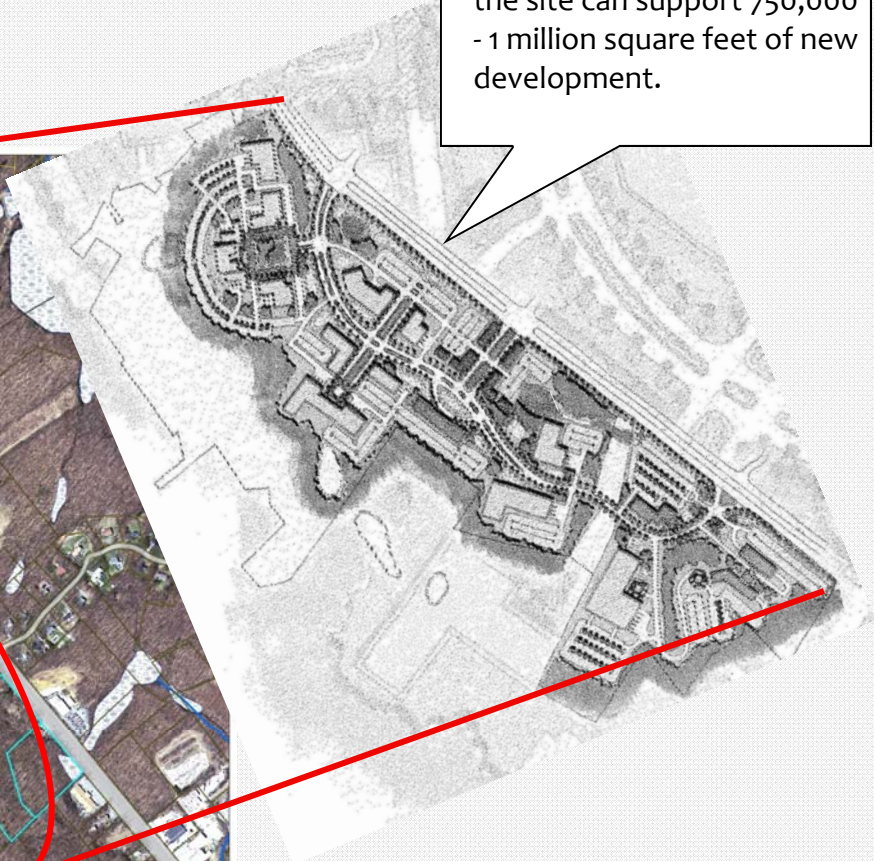 the site can support 750,000
- 1 million square feet of new
development.